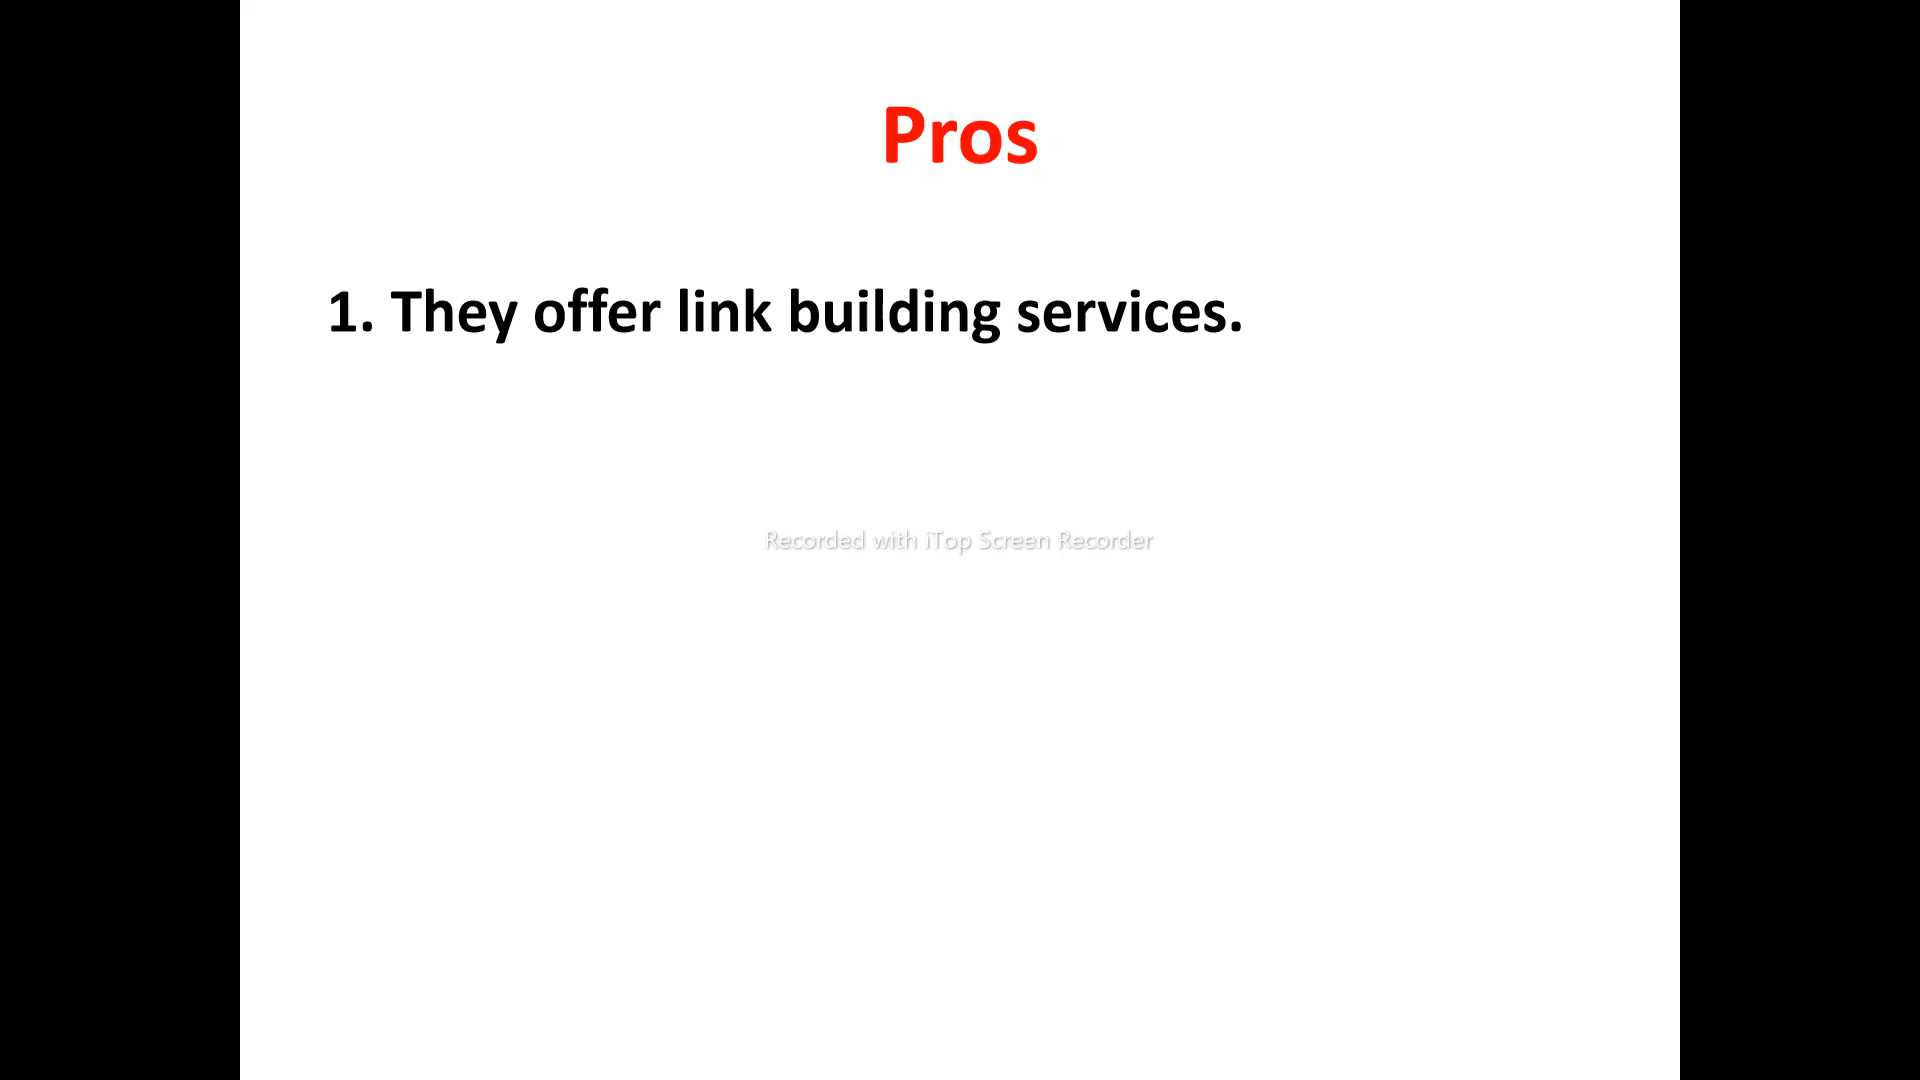 Pros
1. They offer link building services.
Recorded with iTop Screen Recorder